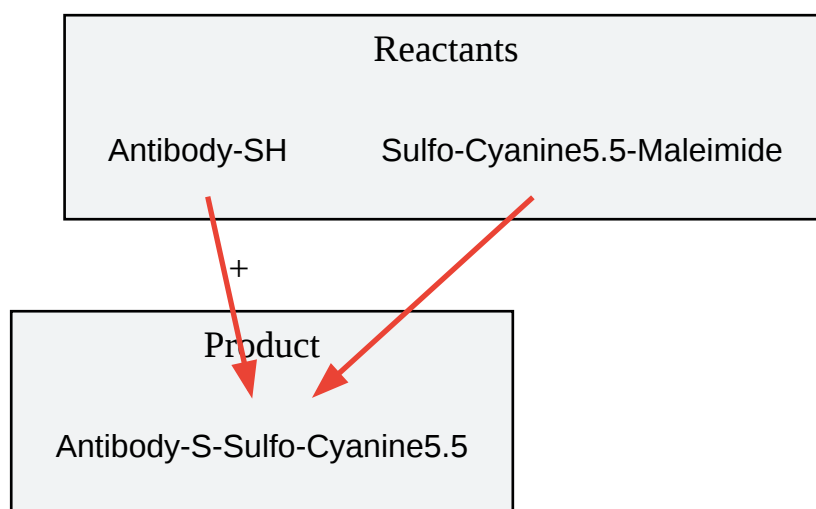 Reactants
Antibody-SH Sulfo-Cyanine5.5-Maleimide
+
Product
Antibody-S-Sulfo-Cyanine5.5